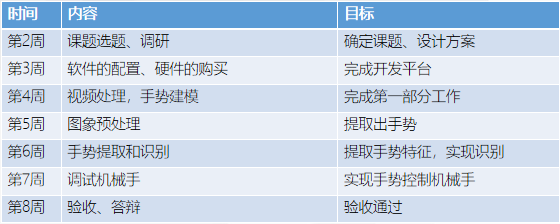 时间 内容 目标
第2周 课题选题、调研 确定课题、设计方案
第3周 软件的配置、硬件的购买 完成开发平台
第4周 视频处理，手势建模 完成第一部分工作
第5周 图象预处理 提取出手势
第6周 手势提取和识别 提取手势特征，实现识别
第7周 调试机械手 实现手势控制机械手
第8周 验收、答辩 验收通过